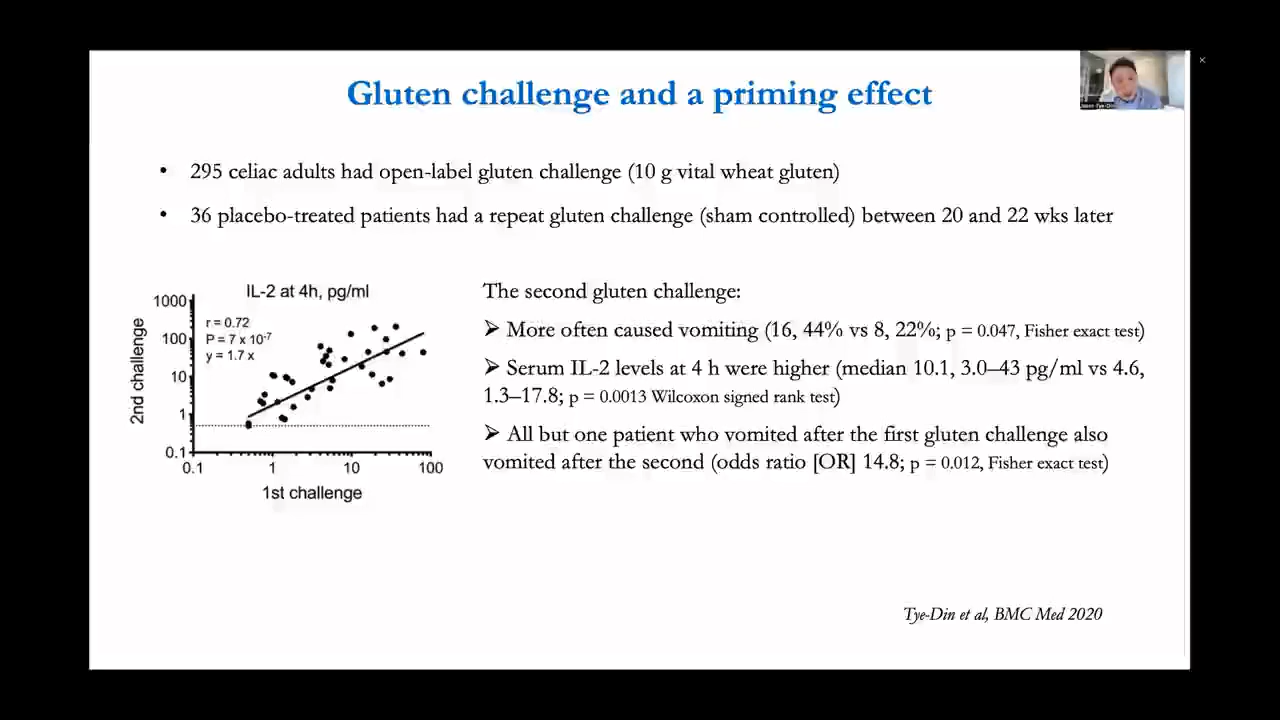 Gluten challenge and a priming effect
Jason Tye-Din
• 295 celiac adults had open-label gluten challenge (10 g vital wheat gluten)
• 36 placebo-treated patients had a repeat gluten challenge (sham controlled) between 20 and 22 wks later
IL-2 at 4h, pg/ml
1000
100
10
1
0.1
r = 0.72
P = 7 x 10⁻⁷
y = 1.7 x
2nd challenge
0.1 1 10 100
1st challenge
The second gluten challenge:
➢ More often caused vomiting (16, 44% vs 8, 22%; p = 0.047, Fisher exact test)
➢ Serum IL-2 levels at 4 h were higher (median 10.1, 3.0–43 pg/ml vs 4.6,
1.3–17.8; p = 0.0013 Wilcoxon signed rank test)
➢ All but one patient who vomited after the first gluten challenge also
vomited after the second (odds ratio [OR] 14.8; p = 0.012, Fisher exact test)
Tye-Din et al, BMC Med 2020